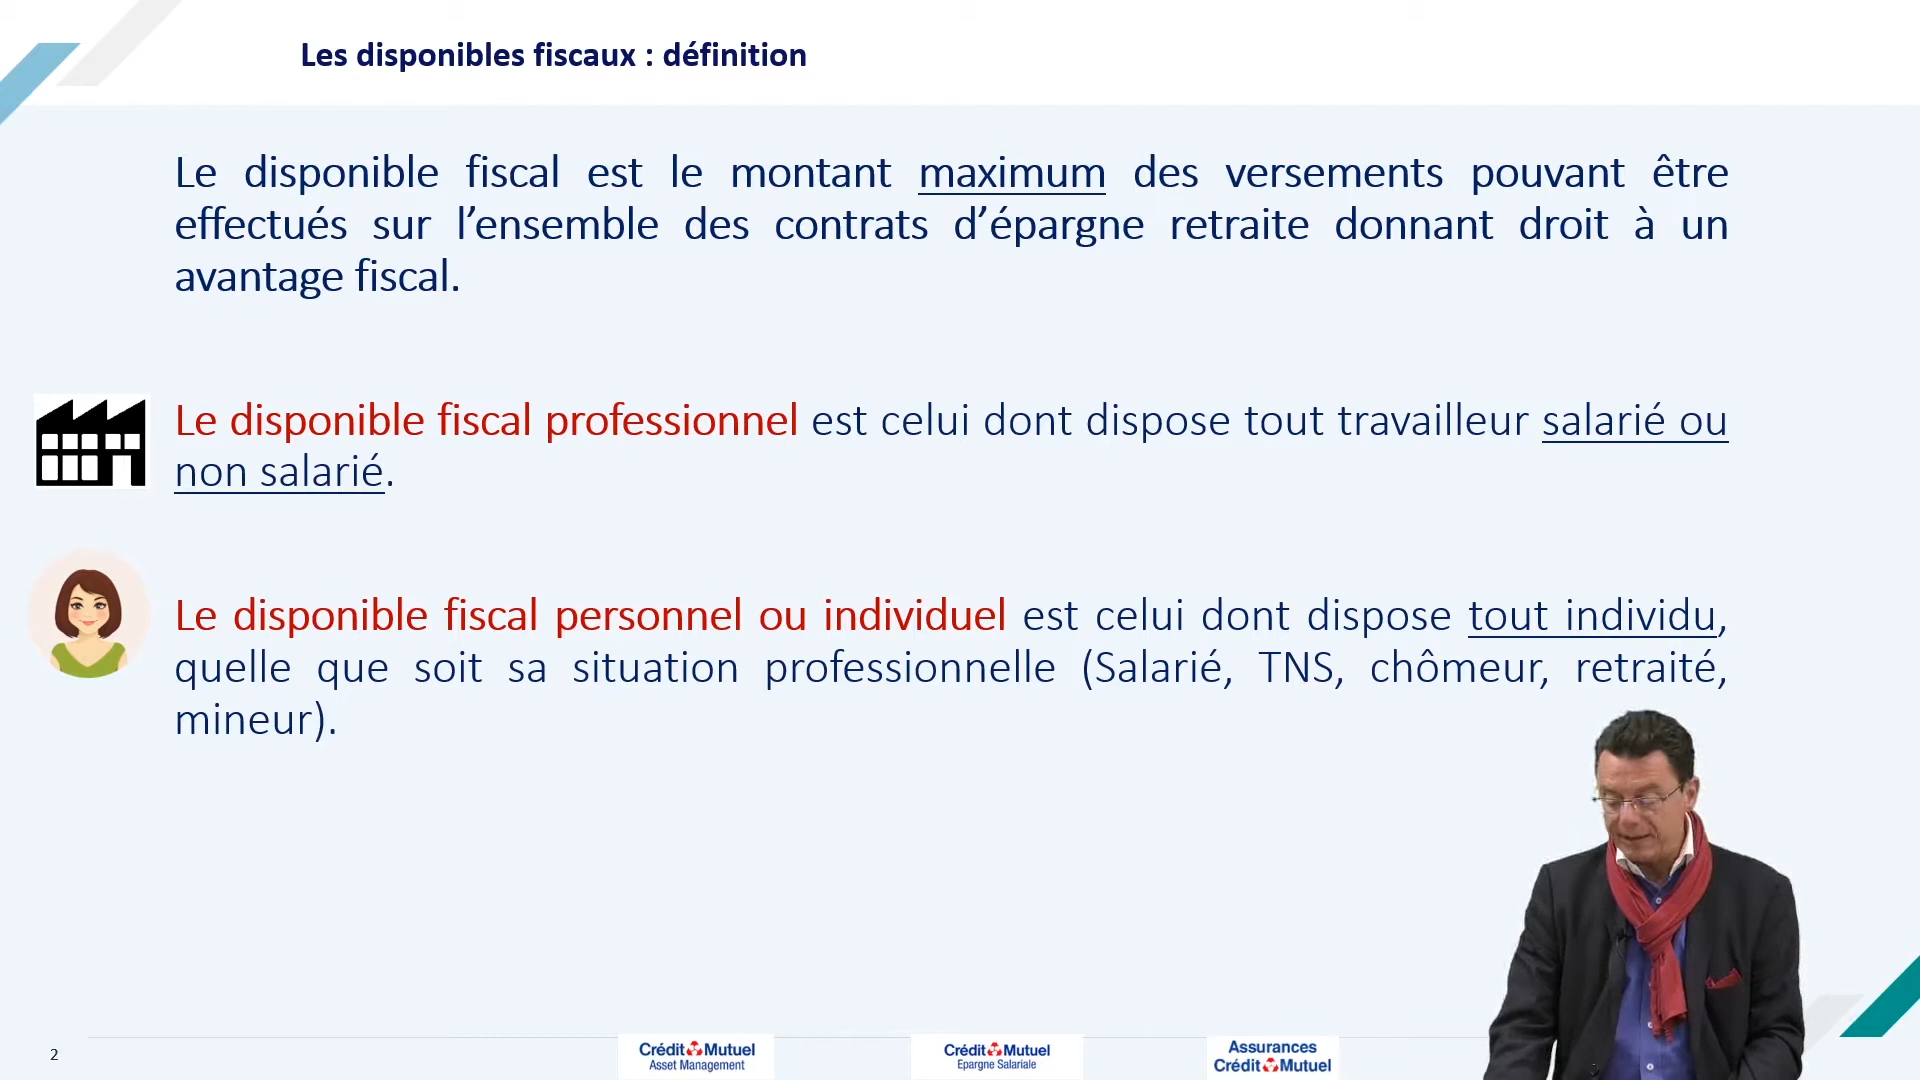 Les disponibles fiscaux : définition
Le disponible fiscal est le montant maximum des versements pouvant être
effectués sur l’ensemble des contrats d’épargne retraite donnant droit à un
avantage fiscal.
Le disponible fiscal professionnel est celui dont dispose tout travailleur salarié ou
non salarié.
Le disponible fiscal personnel ou individuel est celui dont dispose tout individu,
quelle que soit sa situation professionnelle (Salarié, TNS, chômeur, retraité,
mineur).
2
Crédit Mutuel
Asset Management
Crédit Mutuel
Epargne Salariale
Assurances
Crédit Mutuel